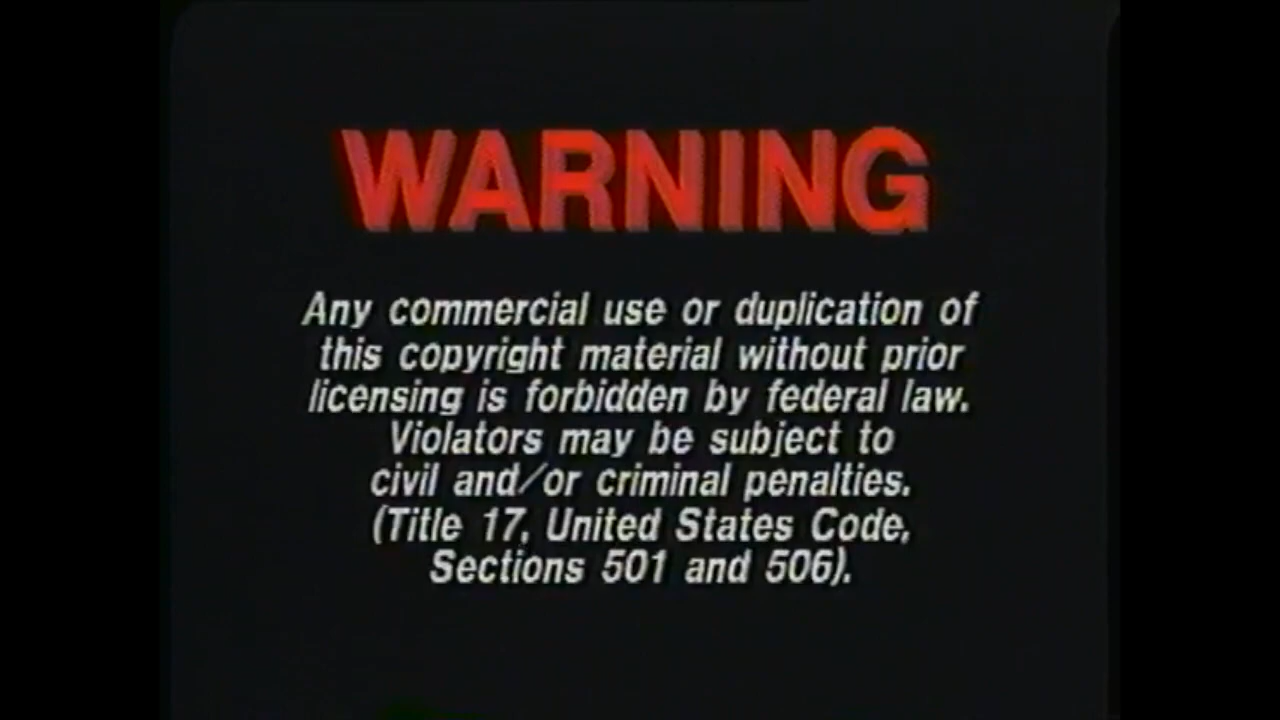 WARNING
Any commercial use or duplication of
this copyright material without prior
licensing is forbidden by federal law.
Violators may be subject to
civil and/or criminal penalties.
(Title 17, United States Code,
Sections 501 and 506).